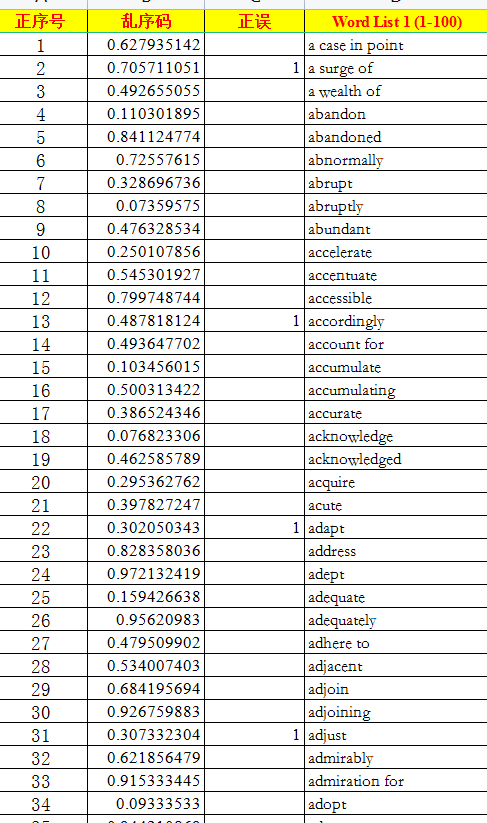 正序号 乱序码 正误 Word List 1 (1-100)
1 0.627935142 a case in point
2 0.705711051 1 a surge of
3 0.492655055 a wealth of
4 0.110301895 abandon
5 0.841124774 abandoned
6 0.72557615 abnormally
7 0.328696736 abrupt
8 0.07359575 abruptly
9 0.476328534 abundant
10 0.250107856 accelerate
11 0.545301927 accentuate
12 0.799748744 accessible
13 0.487818124 1 accordingly
14 0.493647702 account for
15 0.103456015 accumulate
16 0.500313422 accumulating
17 0.386524346 accurate
18 0.076823306 acknowledge
19 0.462585789 acknowledged
20 0.295362762 acquire
21 0.397827247 acute
22 0.302050343 1 adapt
23 0.828358036 address
24 0.972132419 adept
25 0.159426638 adequate
26 0.95620983 adequately
27 0.479509902 adhere to
28 0.534007403 adjacent
29 0.684195694 adjoin
30 0.926759883 adjoining
31 0.307332304 1 adjust
32 0.621856479 admirably
33 0.915333445 admiration for
34 0.09333533 adopt